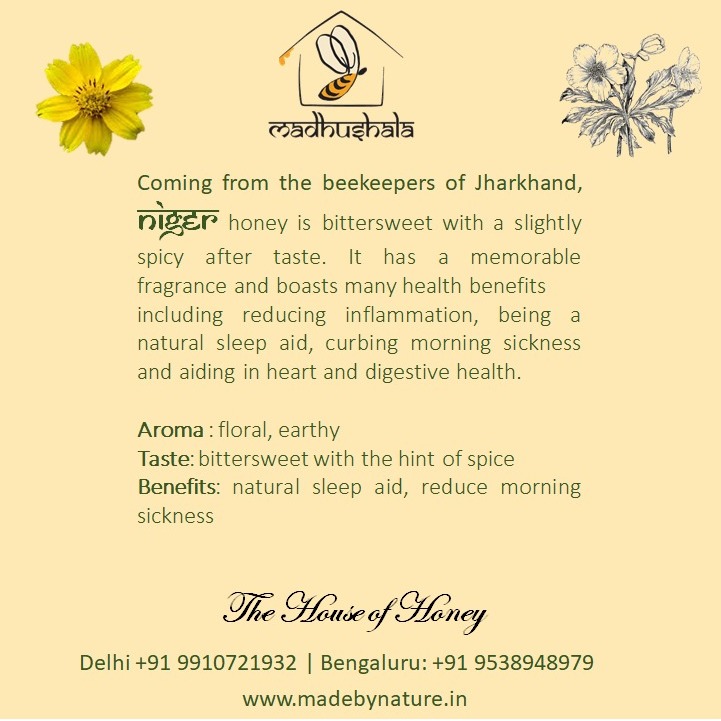 madhushala
Coming from the beekeepers of Jharkhand,
niger honey is bittersweet with a slightly
spicy after taste. It has a memorable
fragrance and boasts many health benefits
including reducing inflammation, being a
natural sleep aid, curbing morning sickness
and aiding in heart and digestive health.
Aroma : floral, earthy
Taste: bittersweet with the hint of spice
Benefits: natural sleep aid, reduce morning
sickness
The House of Honey
Delhi +91 9910721932 | Bengaluru: +91 9538948979
www.madebynature.in